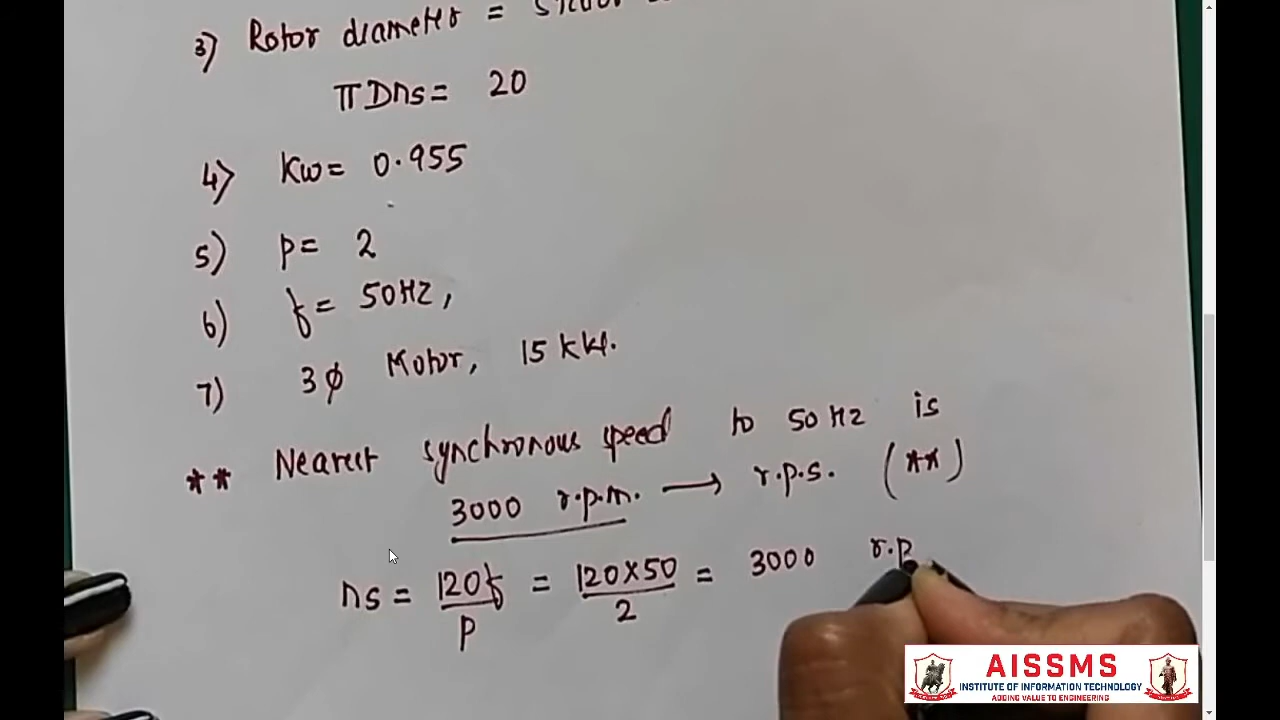 3) Rotor diameter =
πDns = 20
4) Kw = 0.955
5) p = 2
6) f = 50Hz,
7) 3φ Motor, 15 kW.
** Nearest synchronous speed to 50 Hz is
3000 r.p.m. → r.p.s. (**)
ns = 120f/p = 120×50/2 = 3000 r.p
AISSMS
INSTITUTE OF INFORMATION TECHNOLOGY
ADDING VALUE TO ENGINEERING